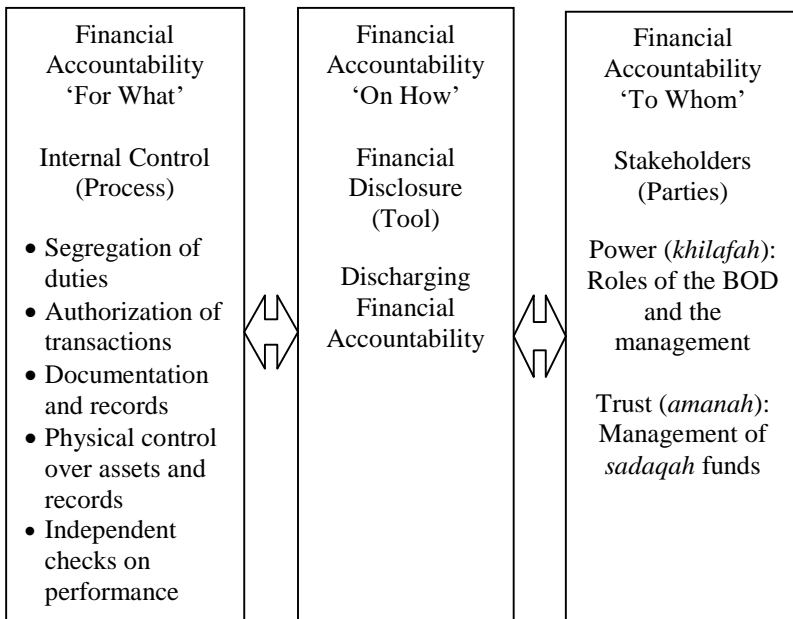 Financial
Accountability
‘For What’
Internal Control
(Process)
• Segregation of
duties
• Authorization of
transactions
• Documentation
and records
• Physical control
over assets and
records
• Independent
checks on
performance
Financial
Accountability
‘On How’
Financial
Disclosure
(Tool)
Discharging
Financial
Accountability
Financial
Accountability
‘To Whom’
Stakeholders
(Parties)
Power (khilafah):
Roles of the BOD
and the
management
Trust (amanah):
Management of
sadaqah funds